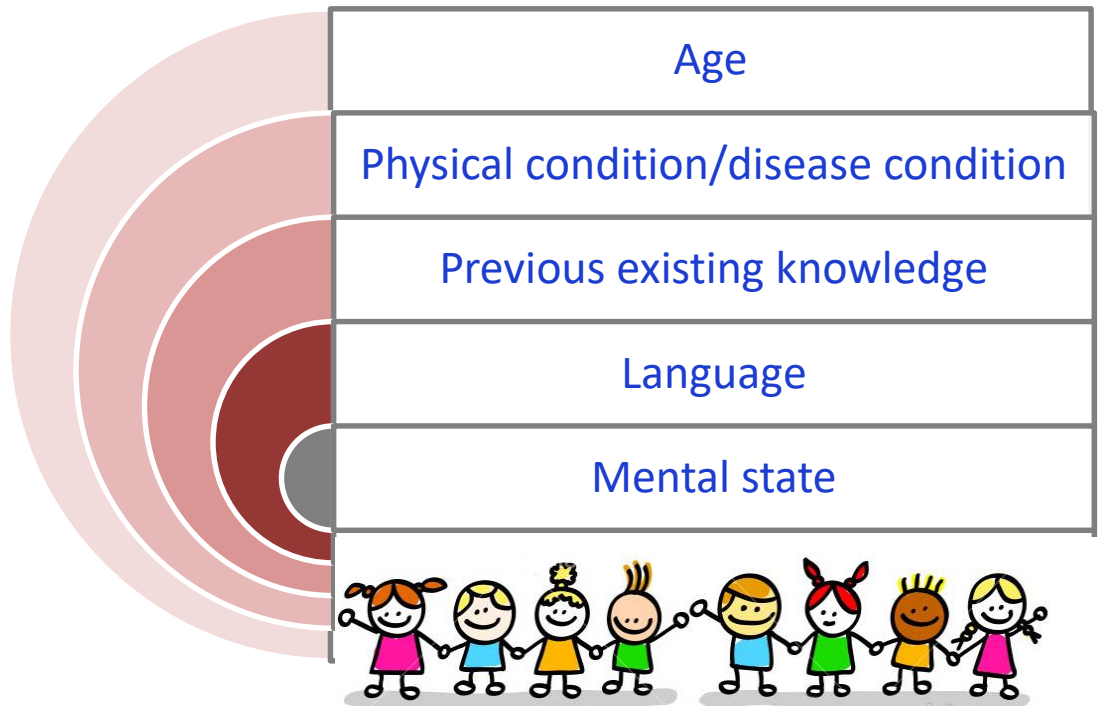 Age
Physical condition/disease condition
Previous existing knowledge
Language
Mental state